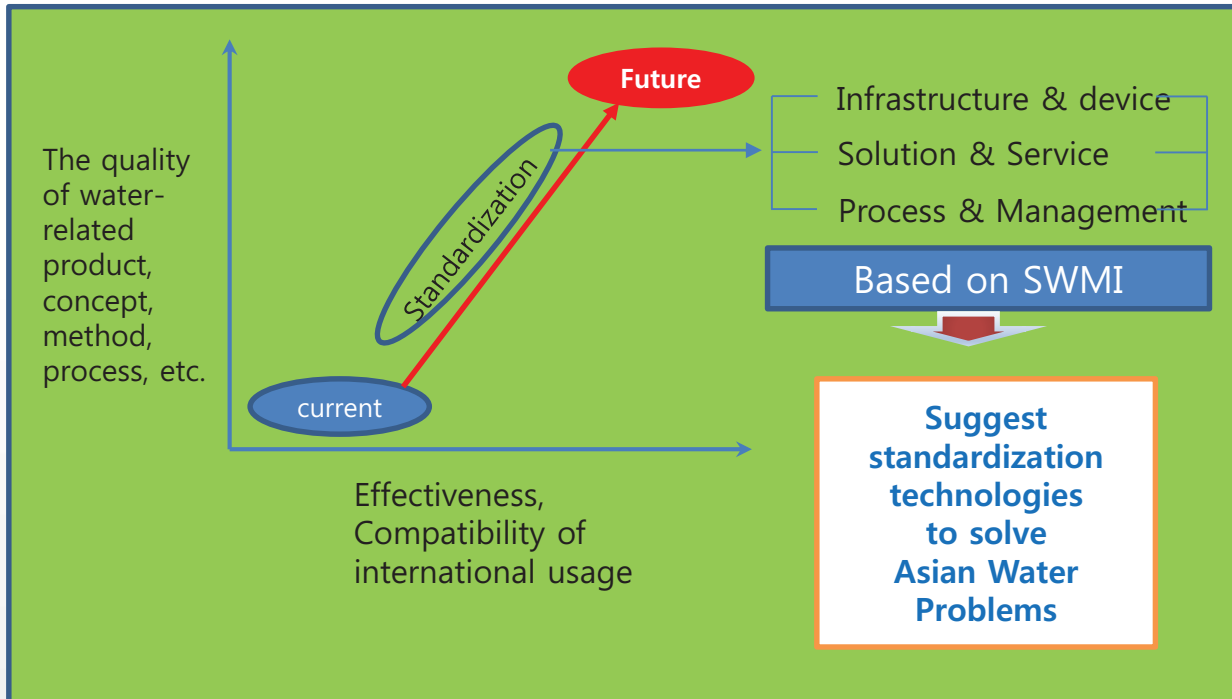 The quality
of water-
related
product,
concept,
method,
process, etc.
Future
Standardization
current
Effectiveness,
Compatibility of
international usage
Infrastructure & device
Solution & Service
Process & Management
Based on SWMI
Suggest
standardization
technologies
to solve
Asian Water
Problems